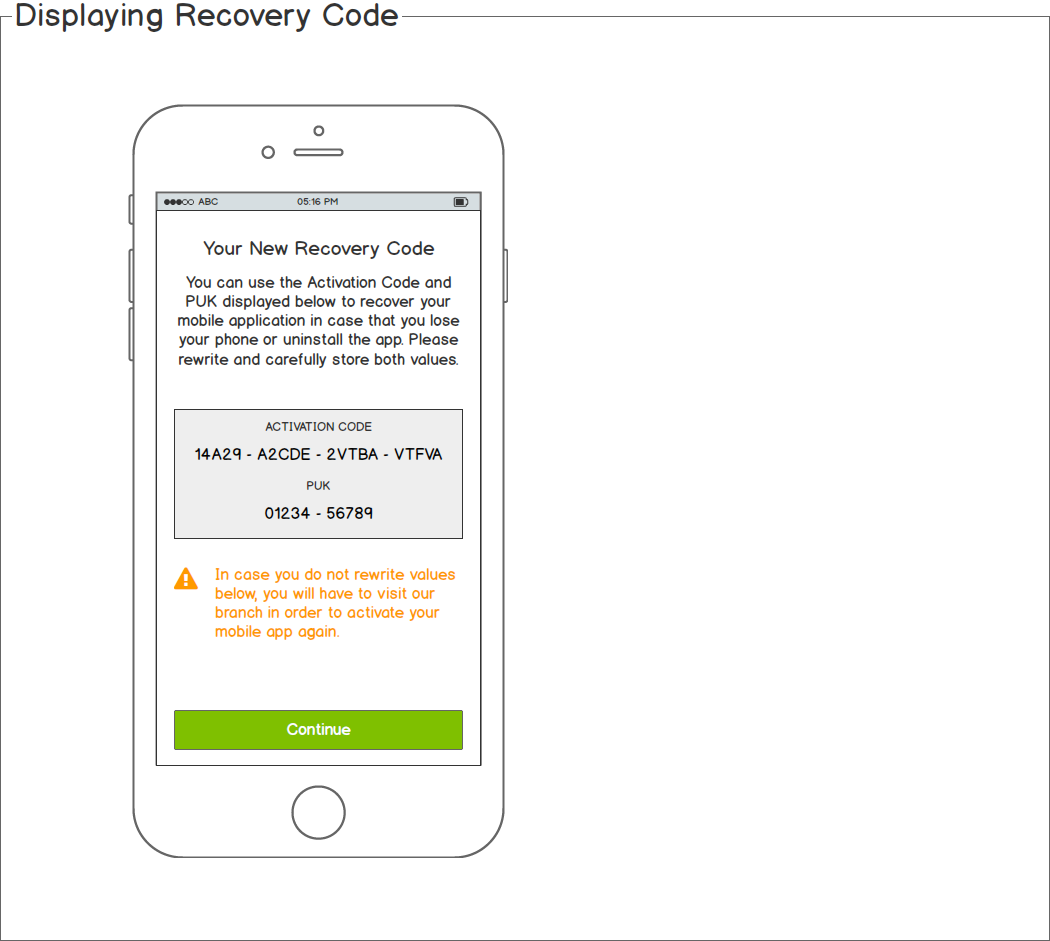 Displaying Recovery Code
ABC 05:16 PM
Your New Recovery Code
You can use the Activation Code and
PUK displayed below to recover your
mobile application in case that you lose
your phone or uninstall the app. Please
rewrite and carefully store both values.
ACTIVATION CODE
14A29 - A2CDE - 2VTBA - VTFVA
PUK
01234 - 56789
In case you do not rewrite values
below, you will have to visit our
branch in order to activate your
mobile app again.
Continue